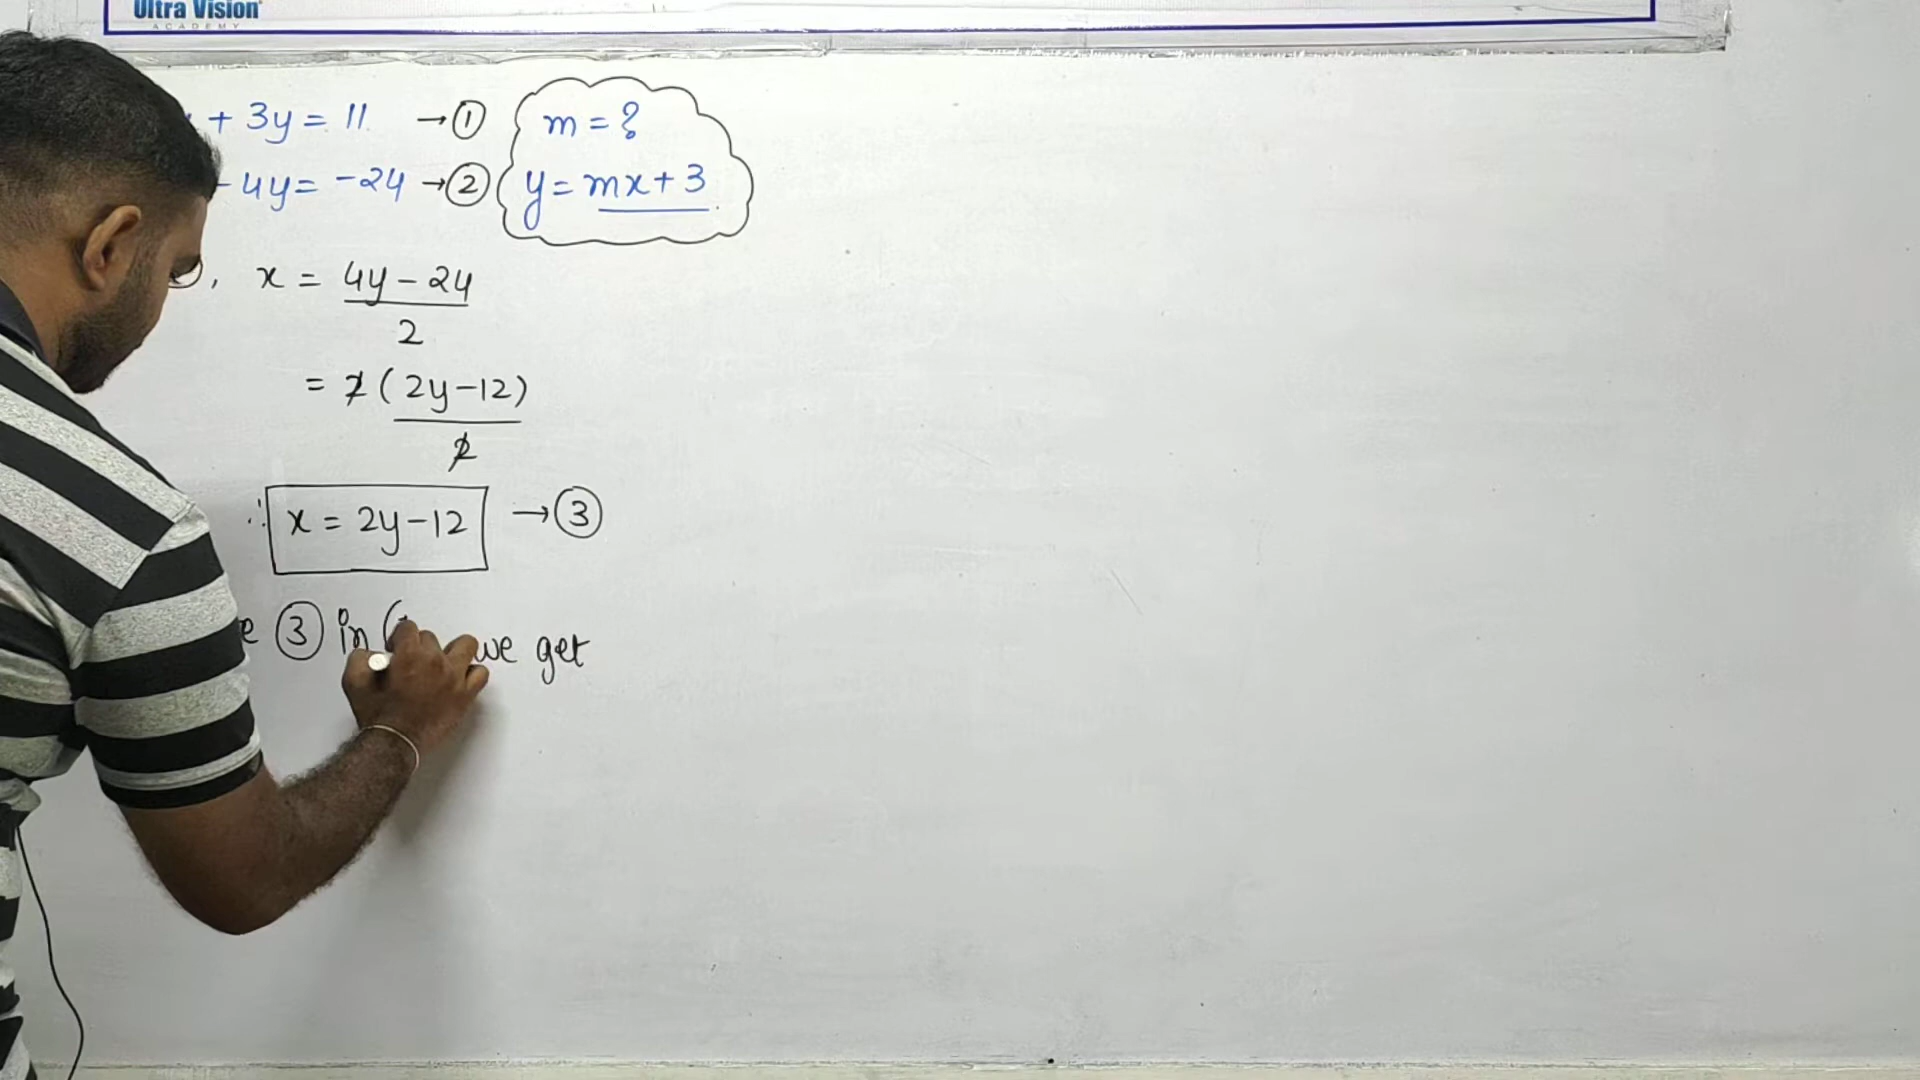 Ultra Vision
ACADEMY
+ 3y = 11 → ①
- 4y = -24 → ②
m = ?
y = mx + 3
, x = 4y - 24
2
= 2 ( 2y - 12 )
2
∴ x = 2y - 12 → ③
③ in we get